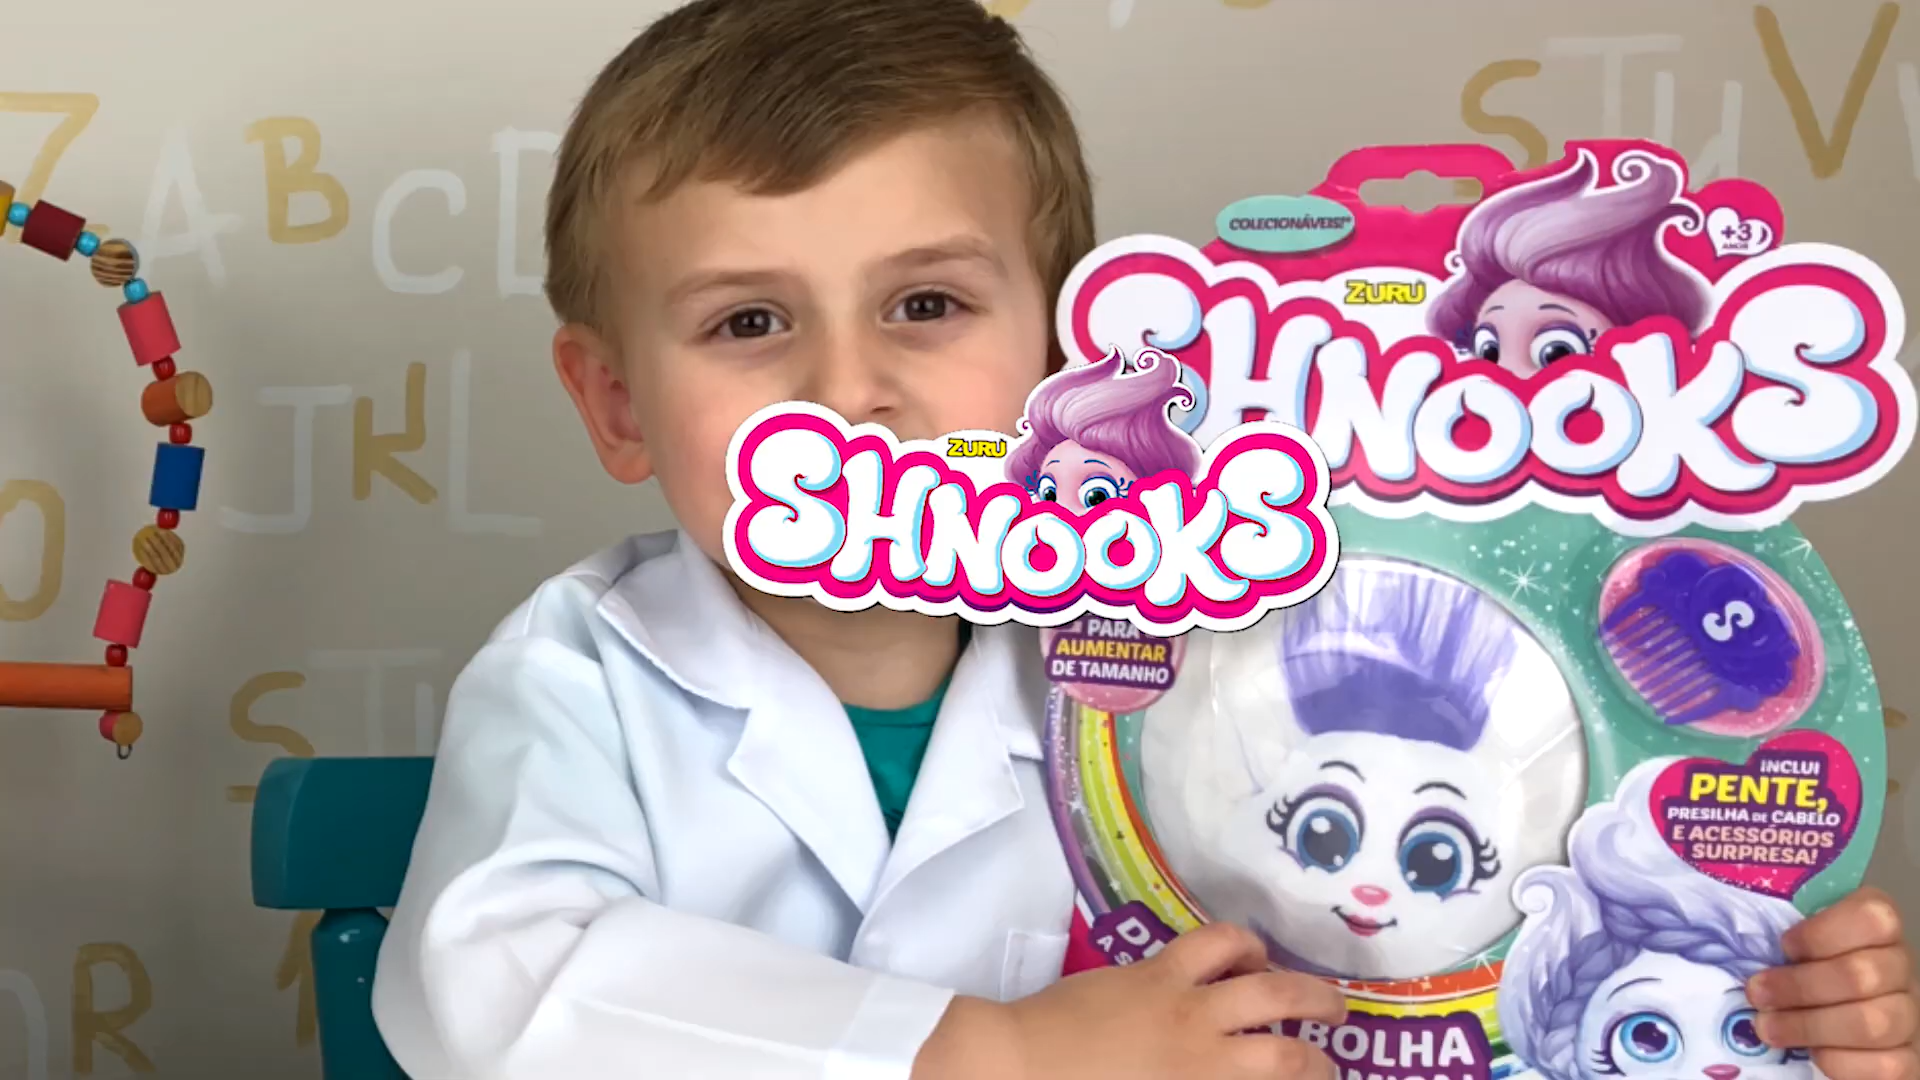 Z
A B C D
S T U V
J K L
O
S T U
R
COLECIONÁVEIS!
+3
ANOS
ZURU
SHNOOKS
ZURU
SHNOOKS
PARA
AUMENTAR
DE TAMANHO
S
INCLUI
PENTE,
PRESILHA DE CABELO
E ACESSÓRIOS
SURPRESA!
BOLHA